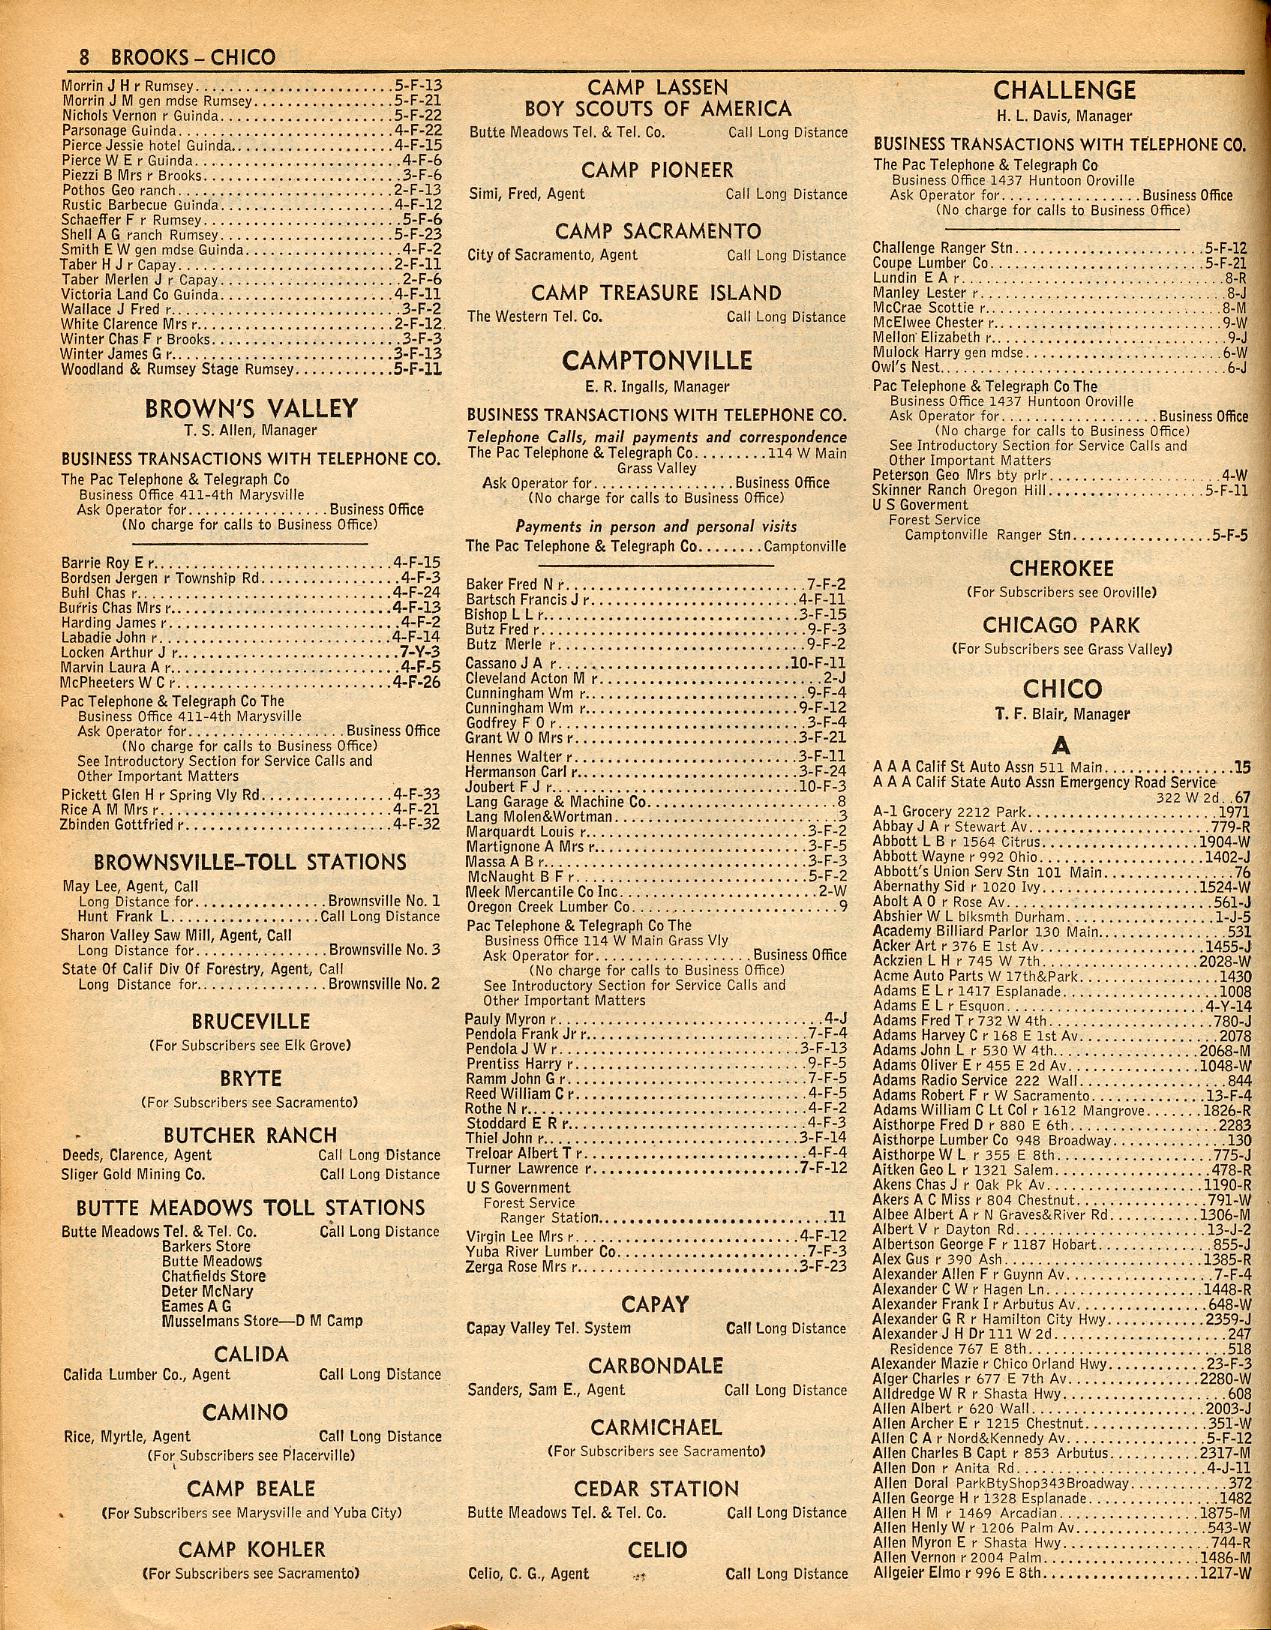 8 BROOKS – CHICO
Morrin J H r Rumsey........................5-F-13
Morrin J M gen mdse Rumsey.................5-F-21
Nichols Vernon r Guinda.....................5-F-22
Parsonage Guinda..........................4-F-22
Pierce Jessie hotel Guinda...................4-F-15
Pierce W E r Guinda.........................4-F-6
Piezzi B Mrs r Brooks........................3-F-6
Pothos Geo ranch..........................2-F-13
Rustic Barbecue Guinda.....................4-F-12
Schaeffer F r Rumsey........................5-F-6
Shell A G ranch Rumsey.....................5-F-23
Smith E W gen mdse Guinda..................4-F-2
Taber H J r Capay..........................2-F-11
Taber Merlen J r Capay......................2-F-6
Victoria Land Co Guinda.....................4-F-11
Wallace J Fred r............................3-F-2
White Clarence Mrs r.......................2-F-12
Winter Chas F r Brooks.......................3-F-3
Winter James G r..........................3-F-13
Woodland & Rumsey Stage Rumsey............5-F-11
BROWN'S VALLEY
T. S. Allen, Manager
BUSINESS TRANSACTIONS WITH TELEPHONE CO.
The Pac Telephone & Telegraph Co
Business Office 411-4th Marysville
Ask Operator for.................Business Office
(No charge for calls to Business Office)
Barrie Roy E r............................4-F-15
Bordsen Jergen r Township Rd.................4-F-3
Buhl Chas r..............................4-F-24
Burris Chas Mrs r..........................4-F-13
Harding James r............................4-F-2
Labadie John r............................4-F-14
Locken Arthur J r...........................7-Y-3
Marvin Laura A r............................4-F-5
McPheeters W C r..........................4-F-26
Pac Telephone & Telegraph Co The
Business Office 411-4th Marysville
Ask Operator for...................Business Office
(No charge for calls to Business Office)
See Introductory Section for Service Calls and
Other Important Matters
Pickett Glen H r Spring Vly Rd................4-F-33
Rice A M Mrs r............................4-F-21
Zbinden Gottfried r.........................4-F-32
BROWNSVILLE–TOLL STATIONS
May Lee, Agent, Call
Long Distance for................Brownsville No. 1
Hunt Frank L..................Call Long Distance
Sharon Valley Saw Mill, Agent, Call
Long Distance for................Brownsville No. 3
State Of Calif Div Of Forestry, Agent, Call
Long Distance for................Brownsville No. 2
BRUCEVILLE
(For Subscribers see Elk Grove)
BRYTE
(For Subscribers see Sacramento)
BUTCHER RANCH
Deeds, Clarence, Agent Call Long Distance
Sliger Gold Mining Co. Call Long Distance
BUTTE MEADOWS TOLL STATIONS
Butte Meadows Tel. & Tel. Co. Call Long Distance
Barkers Store
Butte Meadows
Chatfields Store
Deter McNary
Eames A G
Musselmans Store—D M Camp
CALIDA
Calida Lumber Co., Agent Call Long Distance
CAMINO
Rice, Myrtle, Agent Call Long Distance
(For Subscribers see Placerville)
CAMP BEALE
(For Subscribers see Marysville and Yuba City)
CAMP KOHLER
(For Subscribers see Sacramento)
CAMP LASSEN
BOY SCOUTS OF AMERICA
Butte Meadows Tel. & Tel. Co. Call Long Distance
CAMP PIONEER
Simi, Fred, Agent Call Long Distance
CAMP SACRAMENTO
City of Sacramento, Agent Call Long Distance
CAMP TREASURE ISLAND
The Western Tel. Co. Call Long Distance
CAMPTONVILLE
E. R. Ingalls, Manager
BUSINESS TRANSACTIONS WITH TELEPHONE CO.
Telephone Calls, mail payments and correspondence
The Pac Telephone & Telegraph Co.........114 W Main
Grass Valley
Ask Operator for.................Business Office
(No charge for calls to Business Office)
Payments in person and personal visits
The Pac Telephone & Telegraph Co........Camptonville
Baker Fred N r.............................7-F-2
Bartsch Francis J r.........................4-F-11
Bishop L L r..............................3-F-15
Butz Fred r................................9-F-3
Butz Merle r...............................9-F-2
Cassano J A r............................10-F-11
Cleveland Acton M r..........................2-J
Cunningham Wm r...........................9-F-4
Cunningham Wm r..........................9-F-12
Godfrey F O r..............................3-F-4
Grant W O Mrs r...........................3-F-21
Hennes Walter r...........................3-F-11
Hermanson Carl r..........................3-F-24
Joubert F J r..............................10-F-3
Lang Garage & Machine Co.......................8
Lang Molen & Wortman...........................3
Marquardt Louis r...........................3-F-2
Martignone A Mrs r..........................3-F-5
Massa A B r................................3-F-3
McNaught B F r.............................5-F-2
Meek Mercantile Co Inc........................2-W
Oregon Creek Lumber Co.........................9
Pac Telephone & Telegraph Co The
Business Office 114 W Main Grass Vly
Ask Operator for...................Business Office
(No charge for calls to Business Office)
See Introductory Section for Service Calls and
Other Important Matters
Pauly Myron r................................4-J
Pendola Frank Jr r...........................7-F-4
Pendola J W r.............................3-F-13
Prentiss Harry r.............................9-F-5
Ramm John G r.............................7-F-5
Reed William C r............................4-F-5
Rothe N r..................................4-F-2
Stoddard E R r..............................4-F-3
Thiel John r...............................3-F-14
Treloar Albert T r............................4-F-4
Turner Lawrence r..........................7-F-12
U S Government
Forest Service
Ranger Station............................11
Virgin Lee Mrs r...........................4-F-12
Yuba River Lumber Co........................7-F-3
Zerga Rose Mrs r...........................3-F-23
CAPAY
Capay Valley Tel. System Call Long Distance
CARBONDALE
Sanders, Sam E., Agent Call Long Distance
CARMICHAEL
(For Subscribers see Sacramento)
CEDAR STATION
Butte Meadows Tel. & Tel. Co. Call Long Distance
CELIO
Celio, C. G., Agent Call Long Distance
CHALLENGE
H. L. Davis, Manager
BUSINESS TRANSACTIONS WITH TELEPHONE CO.
The Pac Telephone & Telegraph Co
Business Office 1437 Huntoon Oroville
Ask Operator for.................Business Office
(No charge for calls to Business Office)
Challenge Ranger Stn.......................5-F-12
Coupe Lumber Co..........................5-F-21
Lundin E A r.................................8-R
Manley Lester r...............................8-J
McCrae Scottie r..............................8-M
McElwee Chester r............................9-W
Mellon Elizabeth r.............................9-J
Mulock Harry gen mdse........................6-W
Owl's Nest...................................6-J
Pac Telephone & Telegraph Co The
Business Office 1437 Huntoon Oroville
Ask Operator for...................Business Office
(No charge for calls to Business Office)
See Introductory Section for Service Calls and
Other Important Matters
Peterson Geo Mrs bty prlr.....................4-W
Skinner Ranch Oregon Hill...................5-F-11
U S Goverment
Forest Service
Camptonville Ranger Stn.................5-F-5
CHEROKEE
(For Subscribers see Oroville)
CHICAGO PARK
(For Subscribers see Grass Valley)
CHICO
T. F. Blair, Manager
A
A A A Calif St Auto Assn 511 Main...............15
A A A Calif State Auto Assn Emergency Road Service
322 W 2d..67
A-1 Grocery 2212 Park.......................1971
Abbay J A r Stewart Av......................779-R
Abbott L B r 1564 Citrus....................1904-W
Abbott Wayne r 992 Ohio....................1402-J
Abbott's Union Serv Stn 101 Main...............76
Abernathy Sid r 1020 Ivy....................1524-W
Abolt A O r Rose Av.........................561-J
Abshier W L blksmth Durham..................1-J-5
Academy Billiard Parlor 130 Main...............531
Acker Art r 376 E 1st Av....................1455-J
Ackzien L H r 745 W 7th....................2028-W
Acme Auto Parts W 17th&Park................1430
Adams E L r 1417 Esplanade..................1008
Adams E L r Esquon........................4-Y-14
Adams Fred T r 732 W 4th...................780-J
Adams Harvey C r 168 E 1st Av...............2078
Adams John L r 530 W 4th..................2068-M
Adams Oliver E r 455 E 2d Av...............1048-W
Adams Radio Service 222 Wall..................844
Adams Robert F r W Sacramento.............13-F-4
Adams William C Lt Col r 1612 Mangrove.......1826-R
Aisthorpe Fred D r 880 E 6th..................2283
Aisthorpe Lumber Co 948 Broadway.............130
Aisthorpe W L r 355 E 8th...................775-J
Aitken Geo L r 1321 Salem...................478-R
Akens Chas J r Oak Pk Av...................1190-R
Akers A C Miss r 804 Chestnut................791-W
Albee Albert A r N Graves&River Rd..........1306-M
Albert V r Dayton Rd.......................13-J-2
Albertson George F r 1187 Hobart.............855-J
Alex Gus r 390 Ash........................1385-R
Alexander Allen F r Guynn Av.................7-F-4
Alexander C W r Hagen Ln..................1448-R
Alexander Frank I r Arbutus Av...............648-W
Alexander G R r Hamilton City Hwy...........2359-J
Alexander J H Dr 111 W 2d....................247
Residence 767 E 8th........................518
Alexander Mazie r Chico Orland Hwy..........23-F-3
Alger Charles r 677 E 7th Av................2280-W
Alldredge W R r Shasta Hwy..................608
Allen Albert r 620 Wall.....................2003-J
Allen Archer E r 1215 Chestnut...............351-W
Allen C A r Nord&Kennedy Av...............5-F-12
Allen Charles B Capt r 853 Arbutus...........2317-M
Allen Don r Anita Rd.......................4-J-11
Allen Doral ParkBtyShop343Broadway...........372
Allen George H r 1328 Esplanade..............1482
Allen H M r 1469 Arcadian..................1875-M
Allen Henly W r 1206 Palm Av................543-W
Allen Myron E r Shasta Hwy..................744-R
Allen Vernon r 2004 Palm...................1486-M
Allgeier Elmo r 996 E 8th...................1217-W